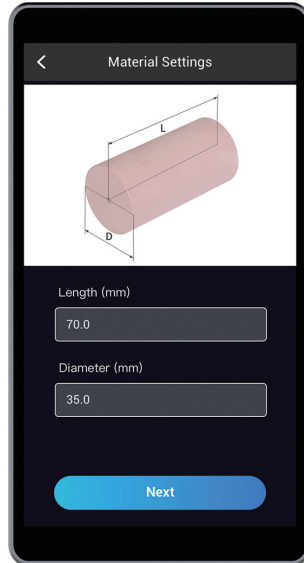 Material Settings
L
D
Length (mm)
70.0
Diameter (mm)
35.0
Next